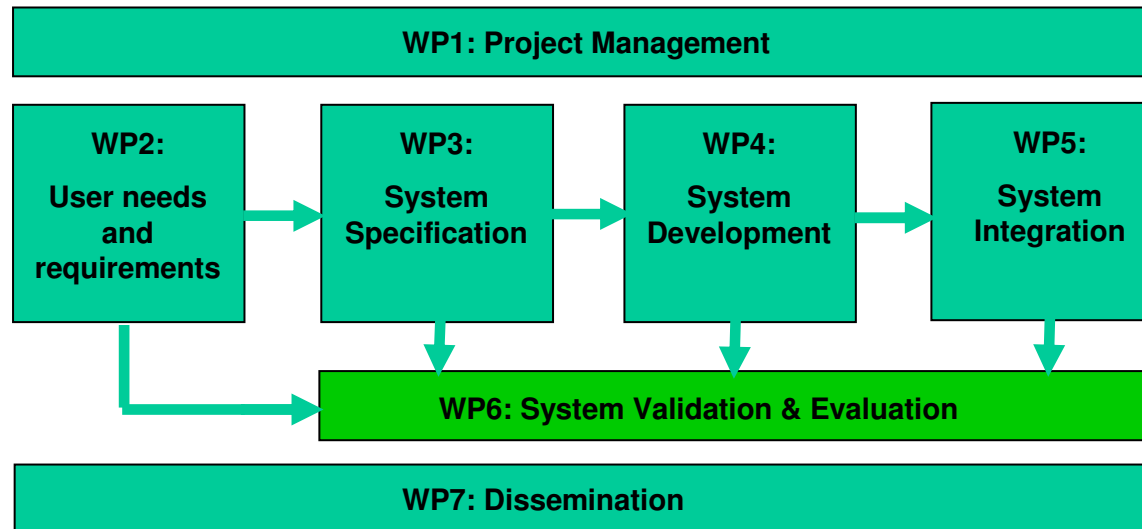 WP1: Project Management
WP2:
User needs
and
requirements
WP3:
System
Specification
WP4:
System
Development
WP5:
System
Integration
WP6: System Validation & Evaluation
WP7: Dissemination